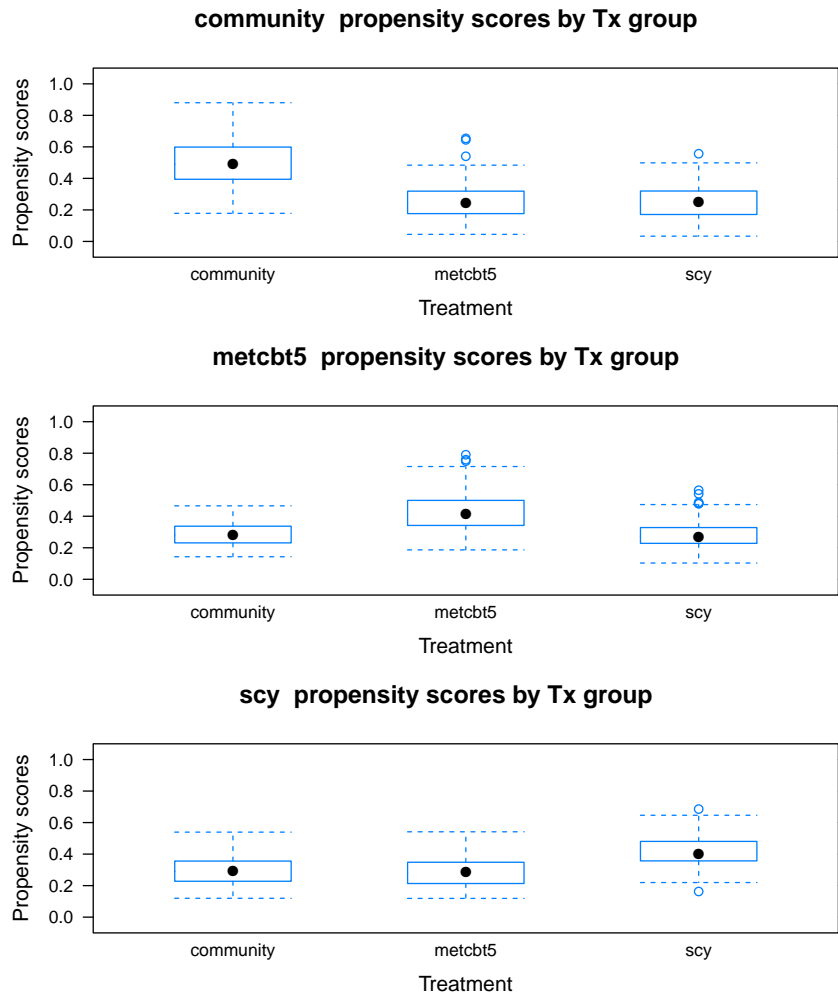 community propensity scores by Tx group
Propensity scores
1.0
0.8
0.6
0.4
0.2
0.0
community metcbt5 scy
Treatment
metcbt5 propensity scores by Tx group
Propensity scores
1.0
0.8
0.6
0.4
0.2
0.0
community metcbt5 scy
Treatment
scy propensity scores by Tx group
Propensity scores
1.0
0.8
0.6
0.4
0.2
0.0
community metcbt5 scy
Treatment